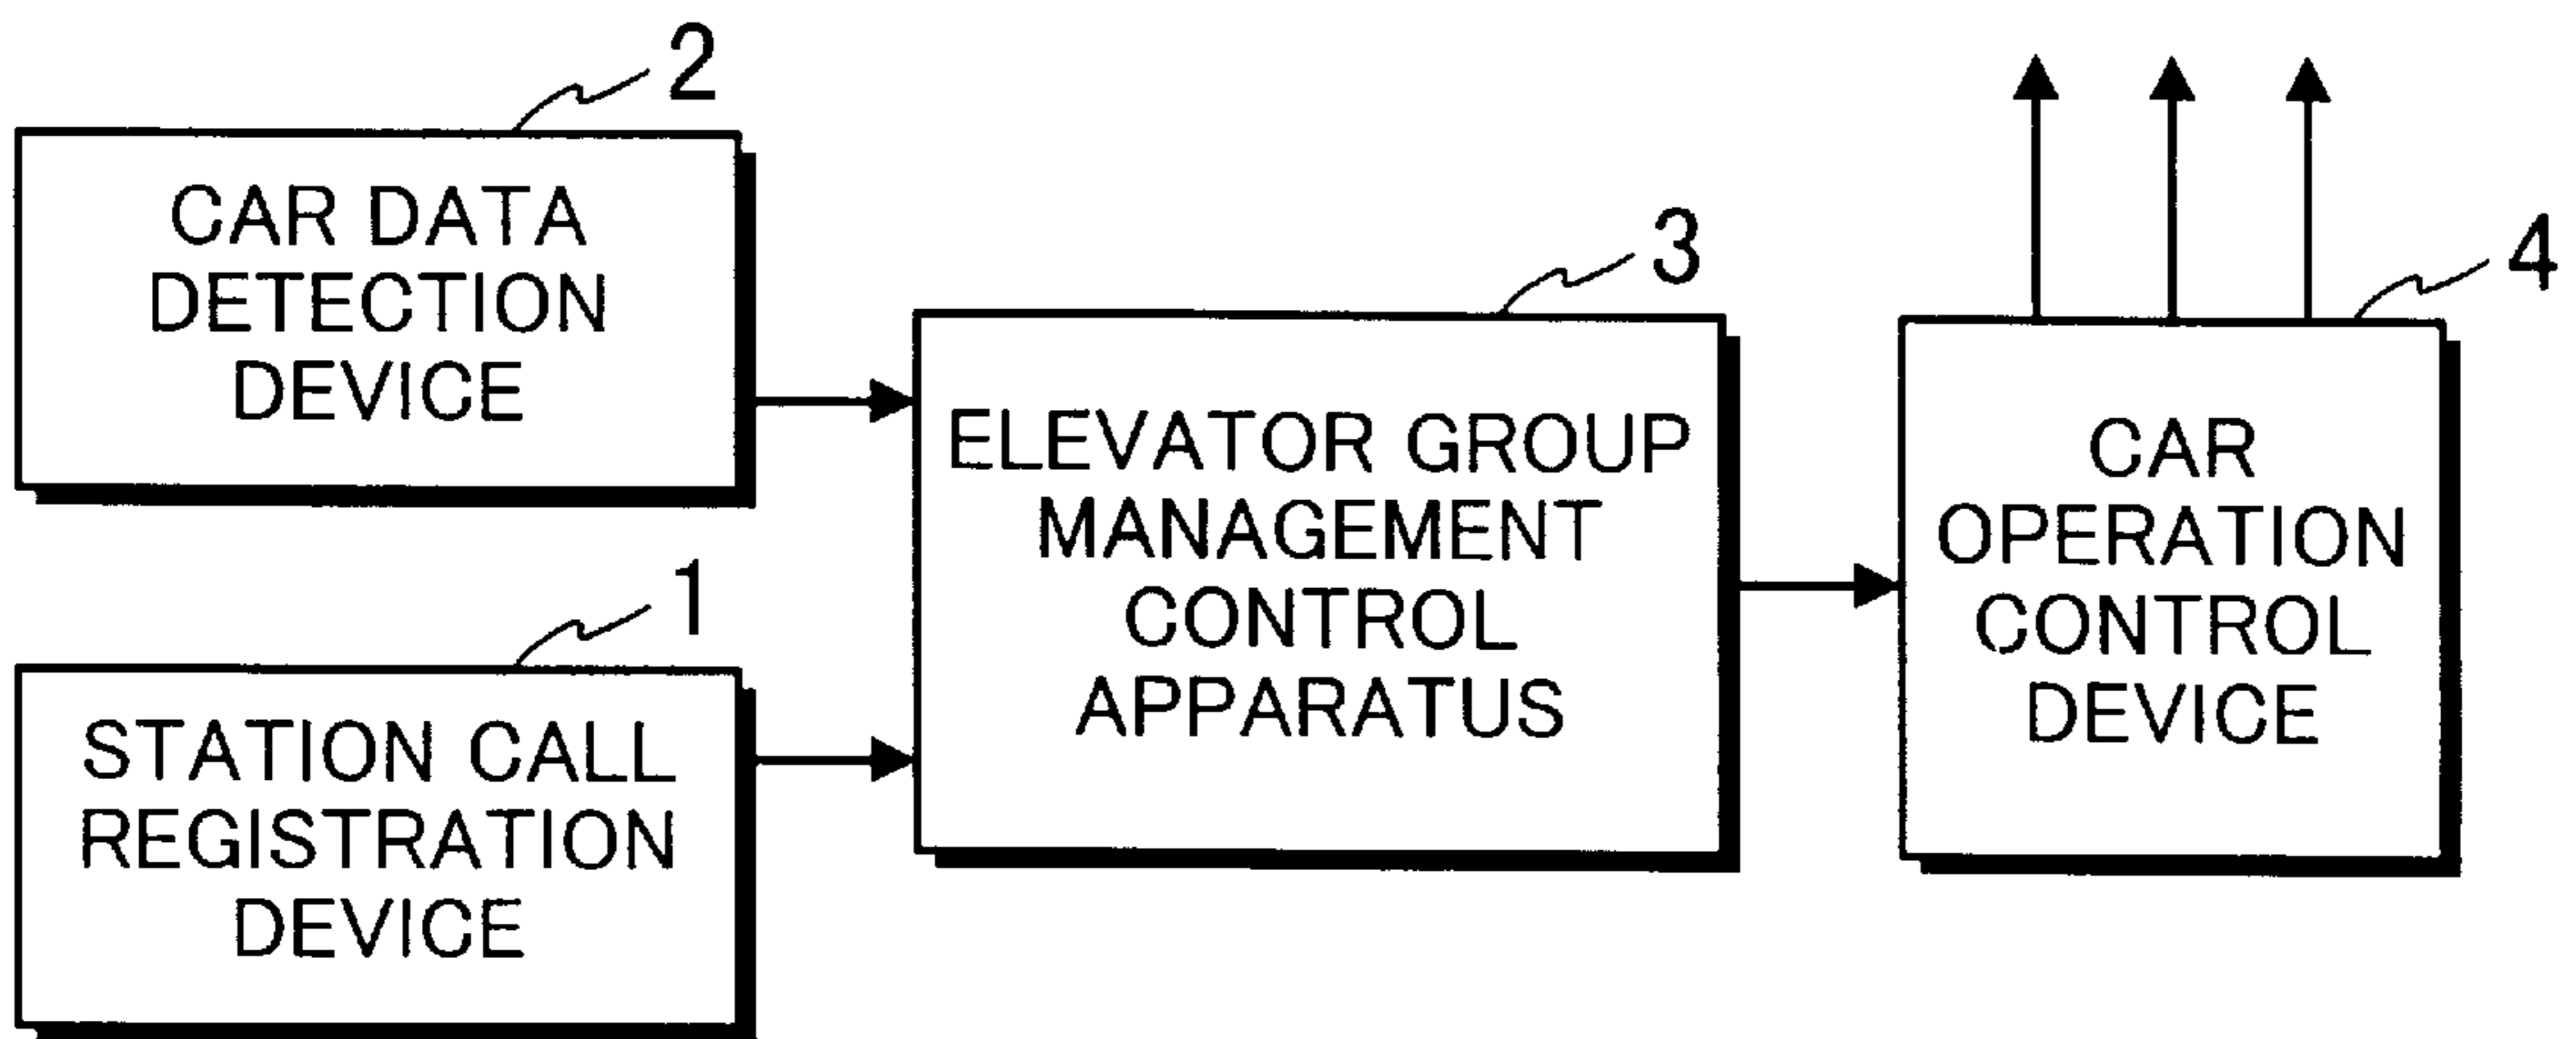 2
CAR DATA
DETECTION
DEVICE
1
STATION CALL
REGISTRATION
DEVICE
3
ELEVATOR GROUP
MANAGEMENT
CONTROL
APPARATUS
4
CAR
OPERATION
CONTROL
DEVICE